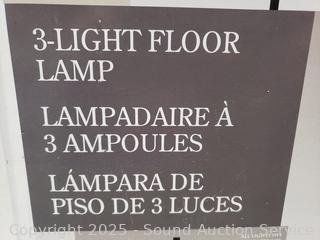 3-LIGHT FLOOR
LAMP
LAMPADAIRE À
3 AMPOULES
LÁMPARA DE
PISO DE 3 LUCES
Copyright 2025 - Sound Auction Service